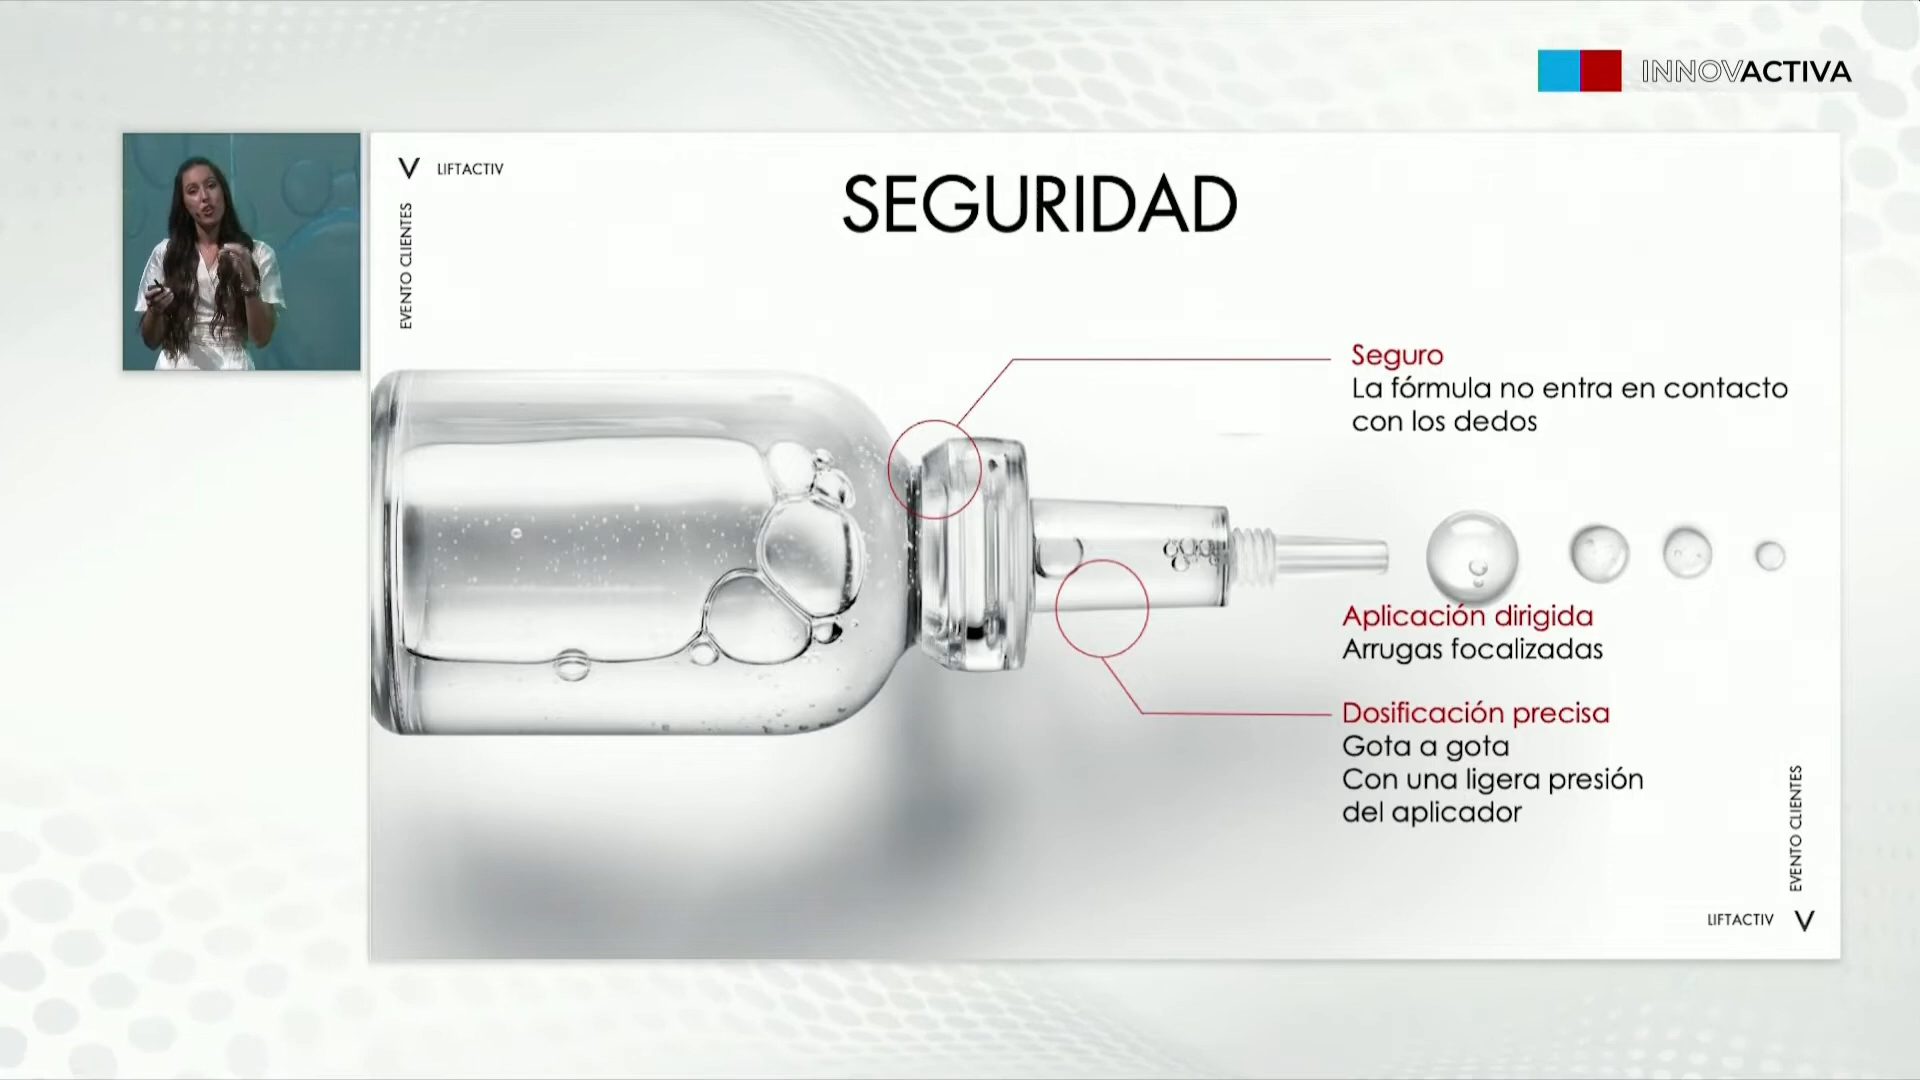 INNOVACTIVA
V LIFTACTIV
EVENTO CLIENTES
SEGURIDAD
Seguro
La fórmula no entra en contacto
con los dedos
Aplicación dirigida
Arrugas focalizadas
Dosificación precisa
Gota a gota
Con una ligera presión
del aplicador
EVENTO CLIENTES
LIFTACTIV V